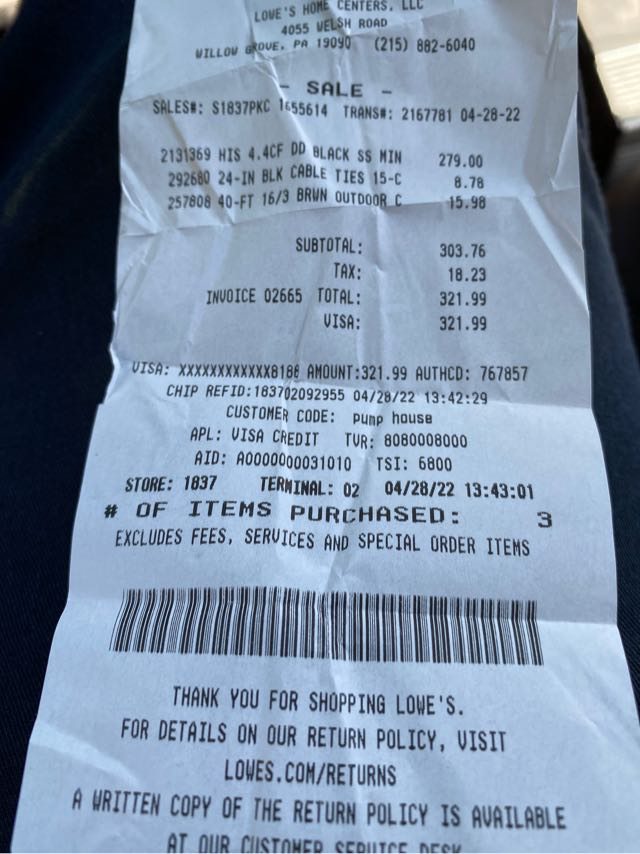 LOWE'S HOME CENTERS, LLC
4055 WELSH ROAD
WILLOW GROVE, PA 19090 (215) 882-6040
- SALE -
SALES#: S1837PKC 1655614 TRANS#: 2167781 04-28-22
2131369 HIS 4.4CF DD BLACK SS MIN 279.00
292680 24-IN BLK CABLE TIES 15-C 8.78
257808 40-FT 16/3 BRWN OUTDOOR C 15.98
SUBTOTAL: 303.76
TAX: 18.23
INVOICE 02665 TOTAL: 321.99
VISA: 321.99
VISA: XXXXXXXXXXXX8186 AMOUNT:321.99 AUTHCD: 767857
CHIP REFID:183702092955 04/28/22 13:42:29
CUSTOMER CODE: pump house
APL: VISA CREDIT TVR: 8080008000
AID: A0000000031010 TSI: 6800
STORE: 1837 TERMINAL: 02 04/28/22 13:43:01
# OF ITEMS PURCHASED: 3
EXCLUDES FEES, SERVICES AND SPECIAL ORDER ITEMS
THANK YOU FOR SHOPPING LOWE'S.
FOR DETAILS ON OUR RETURN POLICY, VISIT
LOWES.COM/RETURNS
A WRITTEN COPY OF THE RETURN POLICY IS AVAILABLE
AT OUR CUSTOMER SERVICE DESK